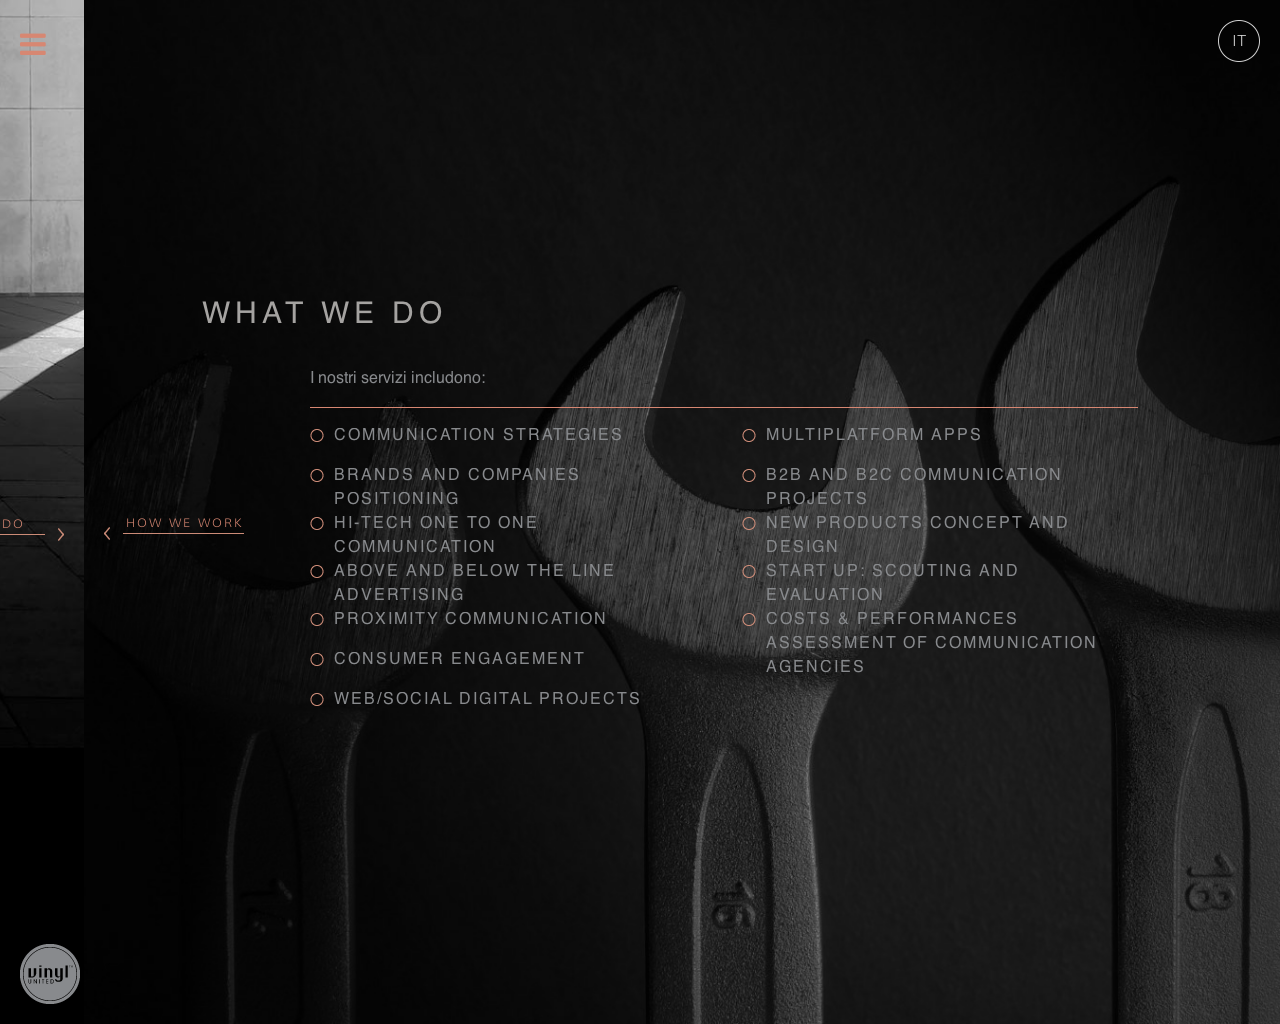 IT
WHAT WE DO
I nostri servizi includono:
COMMUNICATION STRATEGIES
BRANDS AND COMPANIES
POSITIONING
HI-TECH ONE TO ONE
COMMUNICATION
ABOVE AND BELOW THE LINE
ADVERTISING
PROXIMITY COMMUNICATION
CONSUMER ENGAGEMENT
WEB/SOCIAL DIGITAL PROJECTS
MULTIPLATFORM APPS
B2B AND B2C COMMUNICATION
PROJECTS
NEW PRODUCTS CONCEPT AND
DESIGN
START UP: SCOUTING AND
EVALUATION
COSTS & PERFORMANCES
ASSESSMENT OF COMMUNICATION
AGENCIES
DO
HOW WE WORK
16
18
vinyl
UNITED